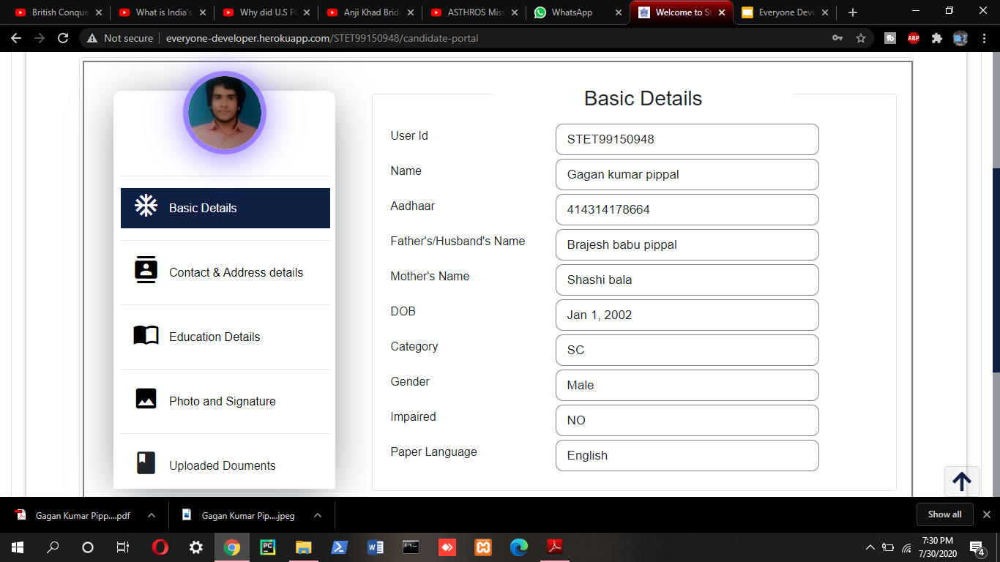 British Conque
What is India's
Why did U.S FO
Anji Khad Brid
ASTHROS Miss
WhatsApp
Welcome to St
Everyone Deve
Not secure
everyone-developer.herokuapp.com/STET99150948/candidate-portal
ABP
Basic Details
Basic Details
Contact & Address details
Education Details
Photo and Signature
Uploaded Douments
User Id STET99150948
Name Gagan kumar pippal
Aadhaar 414314178664
Father's/Husband's Name Brajesh babu pippal
Mother's Name Shashi bala
DOB Jan 1, 2002
Category SC
Gender Male
Impaired NO
Paper Language English
Gagan Kumar Pipp....pdf
Gagan Kumar Pip....jpeg
Show all
PC
7:30 PM
7/30/2020
4